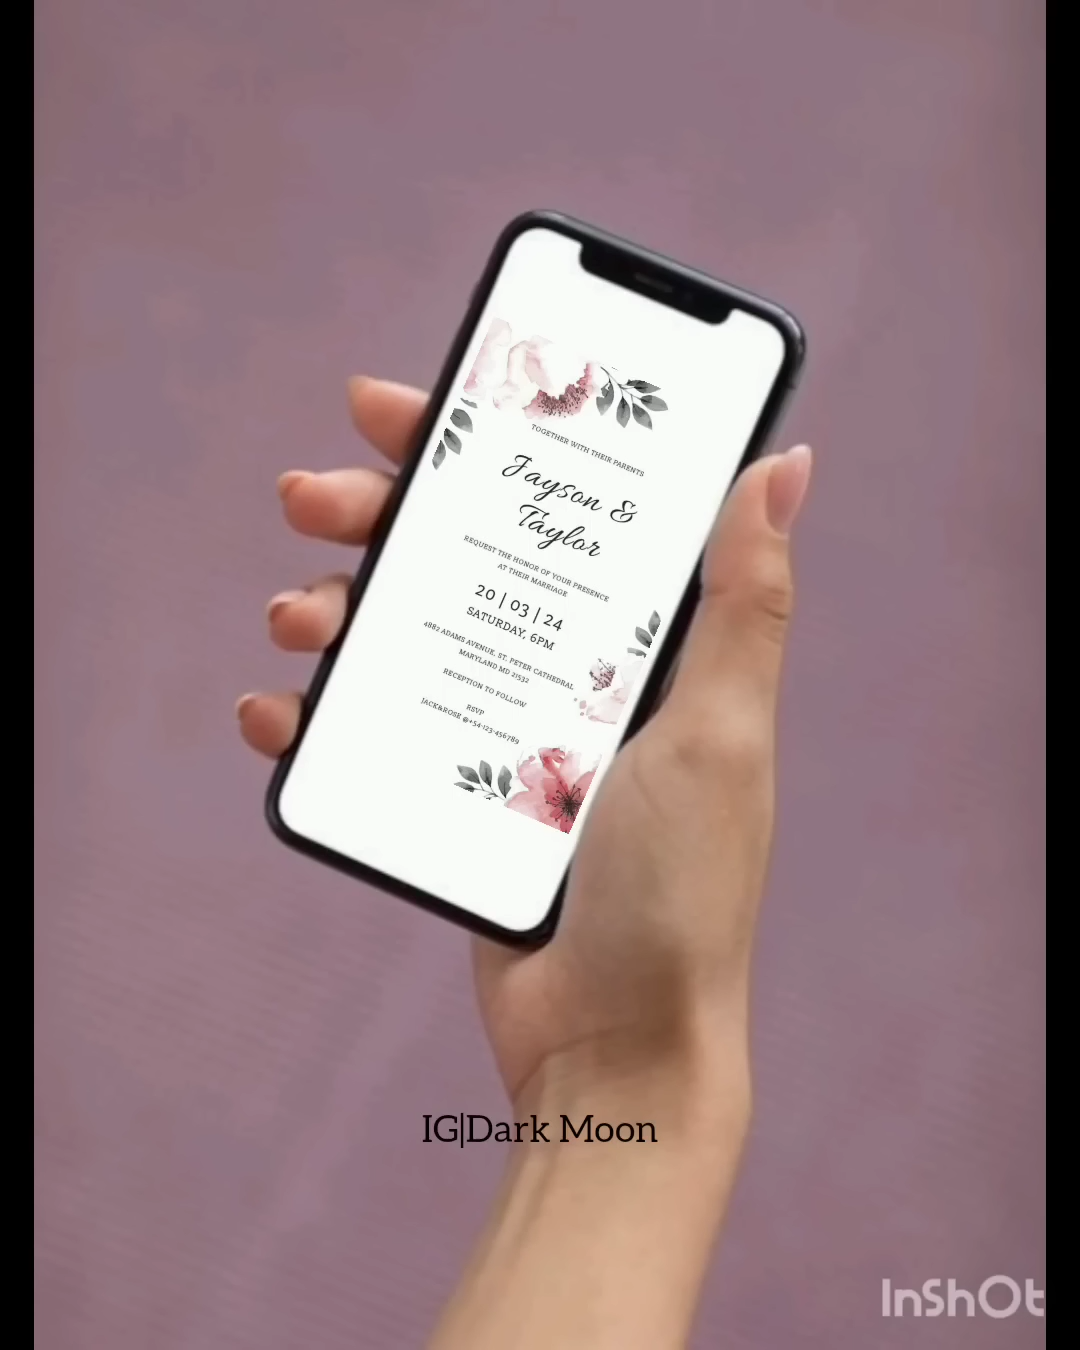 TOGETHER WITH THEIR PARENTS
Jayson &
Taylor
REQUEST THE HONOR OF YOUR PRESENCE
AT THEIR MARRIAGE
20 | 03 | 24
SATURDAY, 6PM
4882 ADAMS AVENUE, ST. PETER CATHEDRAL
MARYLAND MD 21532
RECEPTION TO FOLLOW
RSVP
JACK&ROSE @+54-123-456789
IG|Dark Moon
InShOt